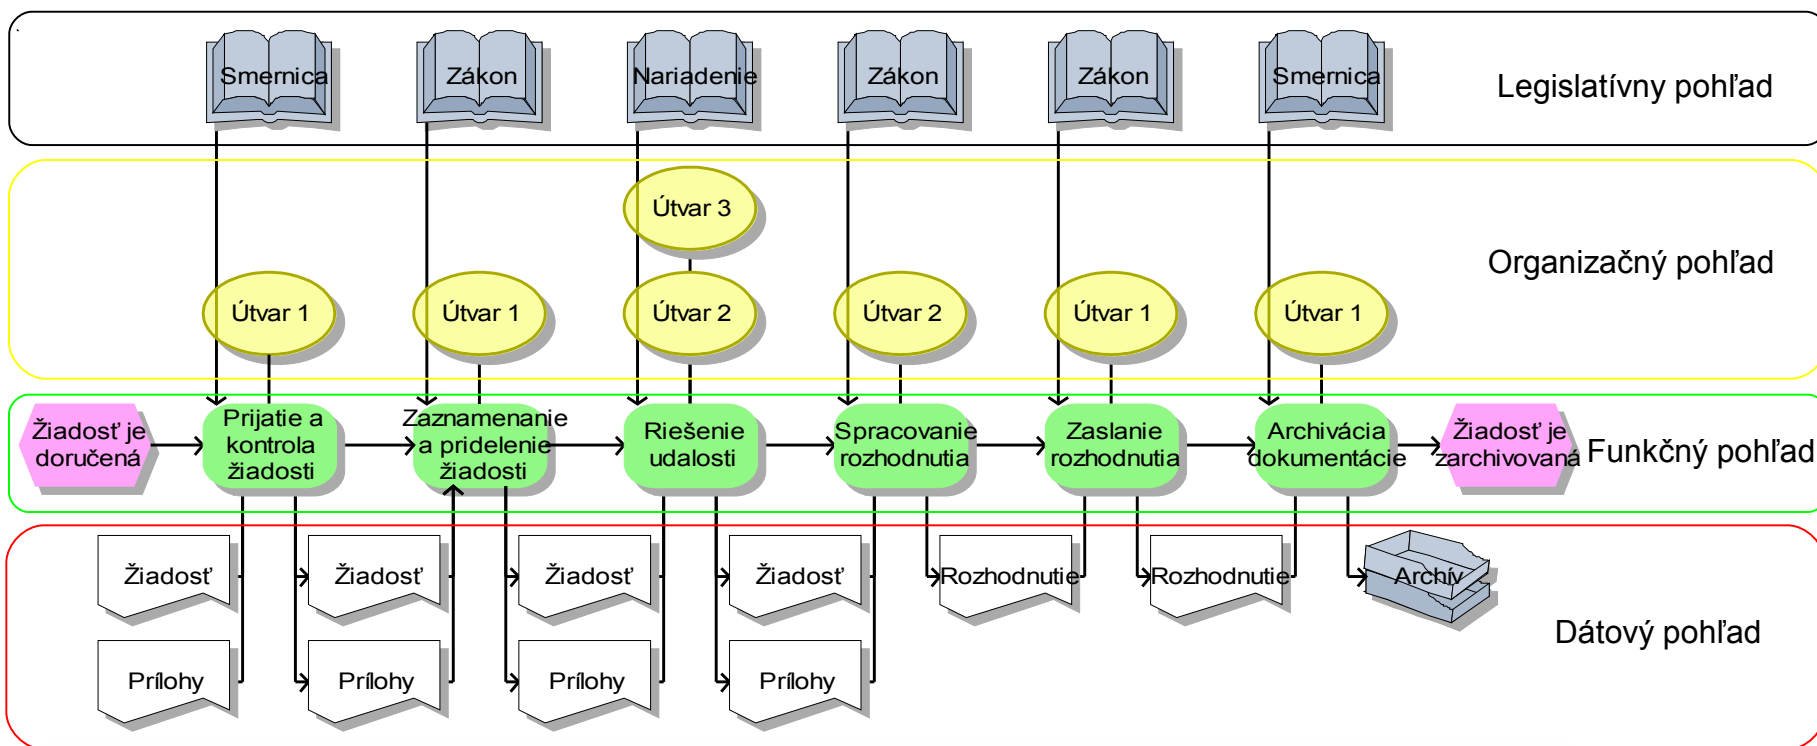 Smernica
Zákon
Nariadenie
Zákon
Zákon
Smernica
Legislatívny pohľad
Útvar 3
Organizačný pohľad
Útvar 1
Útvar 1
Útvar 2
Útvar 2
Útvar 1
Útvar 1
Žiadosť je
doručená
Prijatie a
kontrola
žiadosti
Zaznamenanie
a pridelenie
žiadosti
Riešenie
udalosti
Spracovanie
rozhodnutia
Zaslanie
rozhodnutia
Archivácia
dokumentácie
Žiadosť je
zarchivovaná
Funkčný pohľad
Žiadosť
Žiadosť
Žiadosť
Žiadosť
Rozhodnutie
Rozhodnutie
Archív
Dátový pohľad
Prílohy
Prílohy
Prílohy
Prílohy